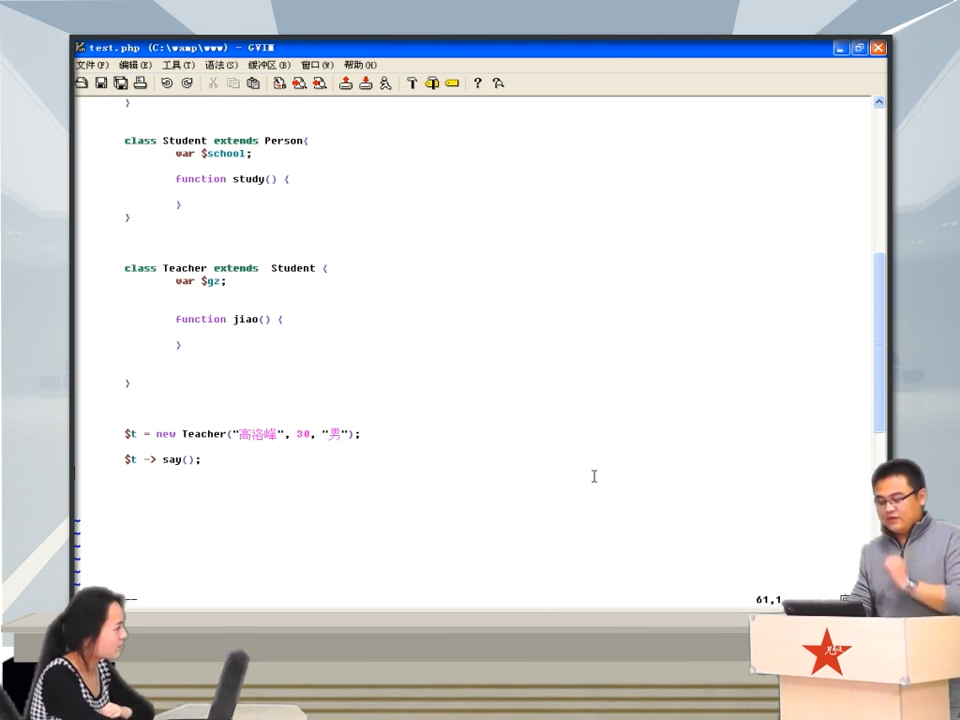 test.php (C:\wamp\www) - GVIM
文件(F) 编辑(E) 工具(T) 语法(S) 缓冲区(B) 窗口(W) 帮助(H)
}
class Student extends Person{
var $school;
function study() {
}
}
class Teacher extends  Student {
var $gz;
function jiao() {
}
}
$t = new Teacher("高洛峰", 30, "男");
$t -> say();
~
~
~
~
~
~
--
61,1